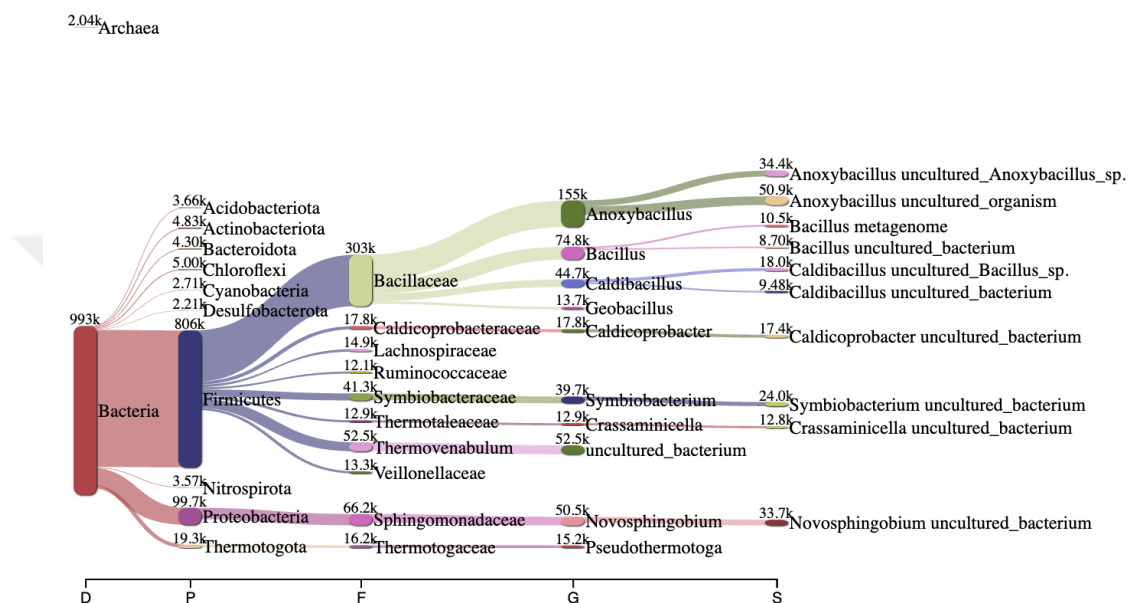 2.04k Archaea
34.4k Anoxybacillus uncultured_Anoxybacillus_sp.
155k Anoxybacillus
50.9k Anoxybacillus uncultured_organism
3.66k Acidobacteriota
10.5k Bacillus metagenome
4.83k Actinobacteriota
74.8k Bacillus
8.70k Bacillus uncultured_bacterium
4.30k Bacteroidota
303k Bacillaceae
5.00k Chloroflexi
18.0k Caldibacillus uncultured_Bacillus_sp.
44.7k Caldibacillus
2.71k Cyanobacteria
9.48k Caldibacillus uncultured_bacterium
2.21k Desulfobacterota
13.7k Geobacillus
993k Bacteria
806k Firmicutes
17.8k Caldicoprobacteraceae
17.8k Caldicoprobacter
17.4k Caldicoprobacter uncultured_bacterium
14.9k Lachnospiraceae
12.1k Ruminococcaceae
41.3k Symbiobacteraceae
39.7k Symbiobacterium
24.0k Symbiobacterium uncultured_bacterium
12.9k Thermotaleaceae
12.9k Crassaminicella
12.8k Crassaminicella uncultured_bacterium
52.5k Thermovenabulum
52.5k uncultured_bacterium
13.3k Veillonellaceae
3.57k Nitrospirota
99.7k Proteobacteria
66.2k Sphingomonadaceae
50.5k Novosphingobium
33.7k Novosphingobium uncultured_bacterium
19.3k Thermotogota
16.2k Thermotogaceae
15.2k Pseudothermotoga
D P F G S